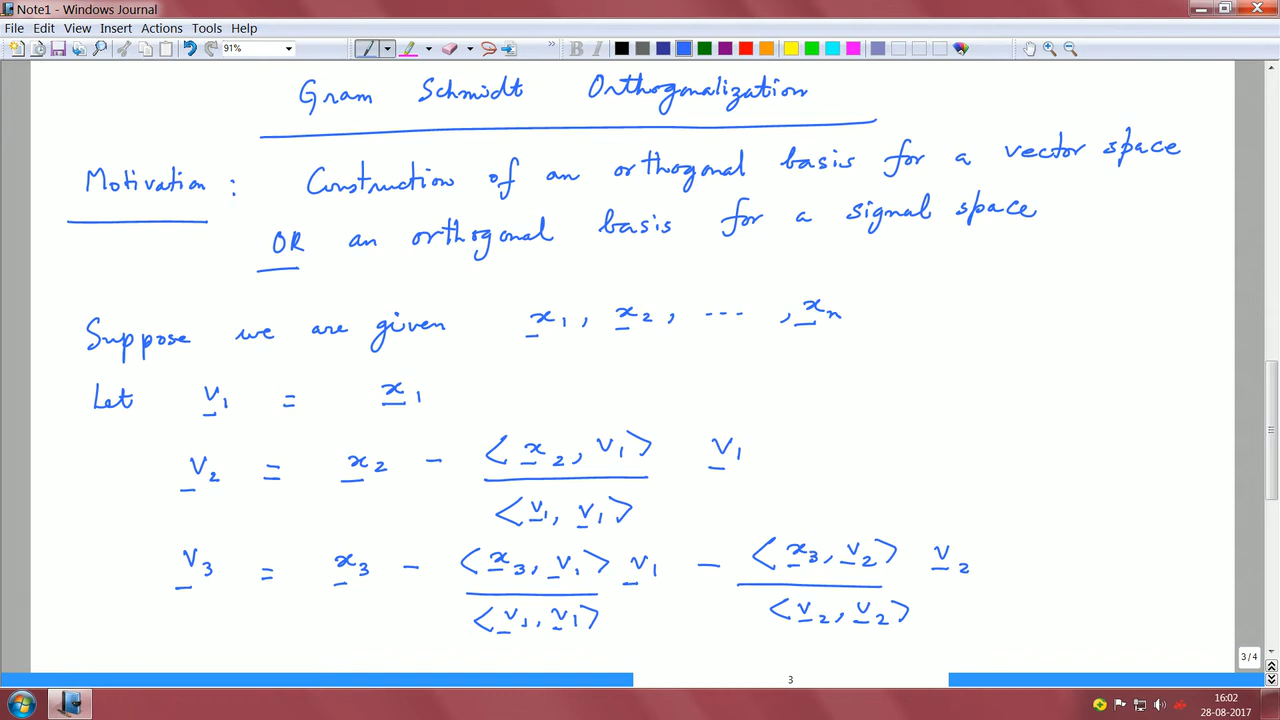 Note1 - Windows Journal
File Edit View Insert Actions Tools Help
91%
Gram Schmidt Orthogonalization
Motivation : Construction of an orthogonal basis for a vector space
OR an orthogonal basis for a signal space
Suppose we are given x1, x2, ..., xn
Let v1 = x1
v2 = x2 - <x2, v1> / <v1, v1> v1
v3 = x3 - <x3, v1> / <v1, v1> v1 - <x3, v2> / <v2, v2> v2
3/4
3
16:02
28-08-2017